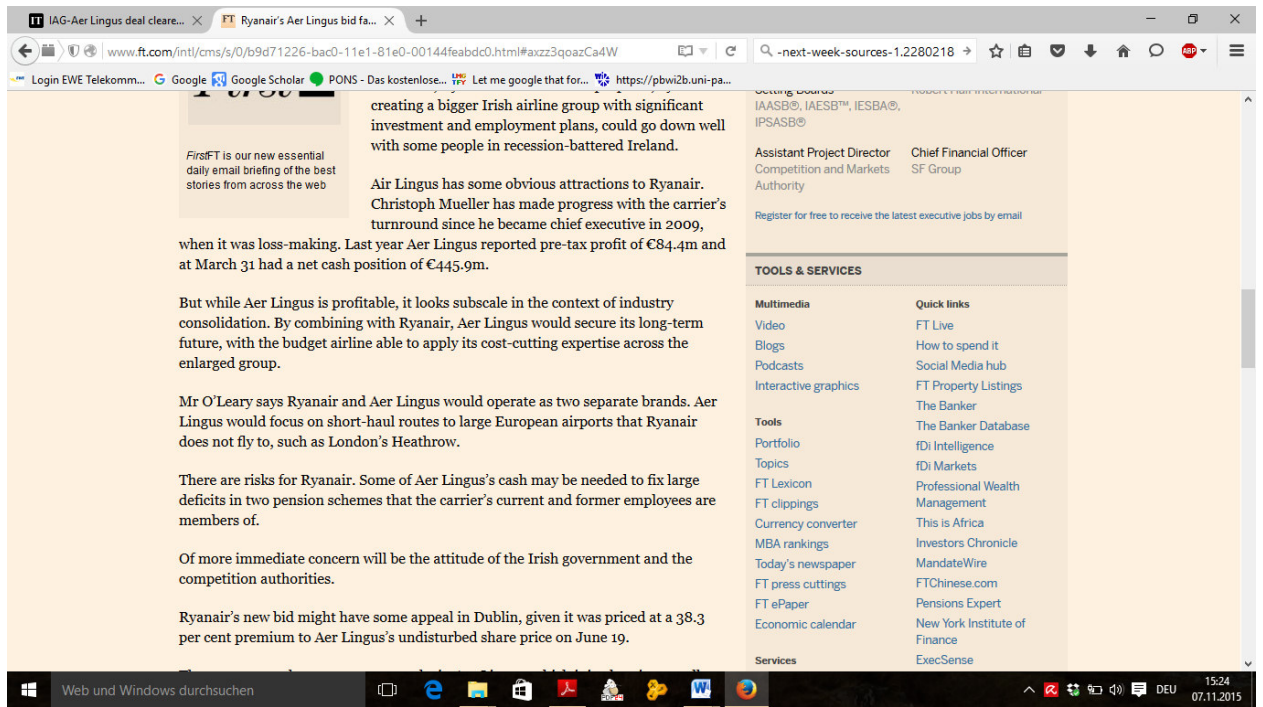 IAG-Aer Lingus deal cleare...
Ryanair's Aer Lingus bid fa...
www.ft.com/intl/cms/s/0/b9d71226-bac0-11e1-81e0-00144feabdc0.html#axzz3qoazCa4W
-next-week-sources-1.2280218
ABP
Login EWE Telekomm...
Google
Google Scholar
PONS - Das kostenlose...
Let me google that for...
https://pbwi2b.uni-pa...
FirstFT is our new essential
daily email briefing of the best
stories from across the web
creating a bigger Irish airline group with significant
investment and employment plans, could go down well
with some people in recession-battered Ireland.
Air Lingus has some obvious attractions to Ryanair.
Christoph Mueller has made progress with the carrier's
turnround since he became chief executive in 2009,
when it was loss-making. Last year Aer Lingus reported pre-tax profit of €84.4m and
at March 31 had a net cash position of €445.9m.
But while Aer Lingus is profitable, it looks subscale in the context of industry
consolidation. By combining with Ryanair, Aer Lingus would secure its long-term
future, with the budget airline able to apply its cost-cutting expertise across the
enlarged group.
Mr O'Leary says Ryanair and Aer Lingus would operate as two separate brands. Aer
Lingus would focus on short-haul routes to large European airports that Ryanair
does not fly to, such as London's Heathrow.
There are risks for Ryanair. Some of Aer Lingus's cash may be needed to fix large
deficits in two pension schemes that the carrier's current and former employees are
members of.
Of more immediate concern will be the attitude of the Irish government and the
competition authorities.
Ryanair's new bid might have some appeal in Dublin, given it was priced at a 38.3
per cent premium to Aer Lingus's undisturbed share price on June 19.
Setting Boards
Robert Half International
IAASB®, IAESB™, IESBA®,
IPSASB®
Assistant Project Director
Competition and Markets
Authority
Chief Financial Officer
SF Group
Register for free to receive the latest executive jobs by email
TOOLS & SERVICES
Multimedia
Video
Blogs
Podcasts
Interactive graphics
Tools
Portfolio
Topics
FT Lexicon
FT clippings
Currency converter
MBA rankings
Today's newspaper
FT press cuttings
FT ePaper
Economic calendar
Services
Quick links
FT Live
How to spend it
Social Media hub
FT Property Listings
The Banker
The Banker Database
fDi Intelligence
fDi Markets
Professional Wealth
Management
This is Africa
Investors Chronicle
MandateWire
FTChinese.com
Pensions Expert
New York Institute of
Finance
ExecSense
Web und Windows durchsuchen
DEU
15:24
07.11.2015